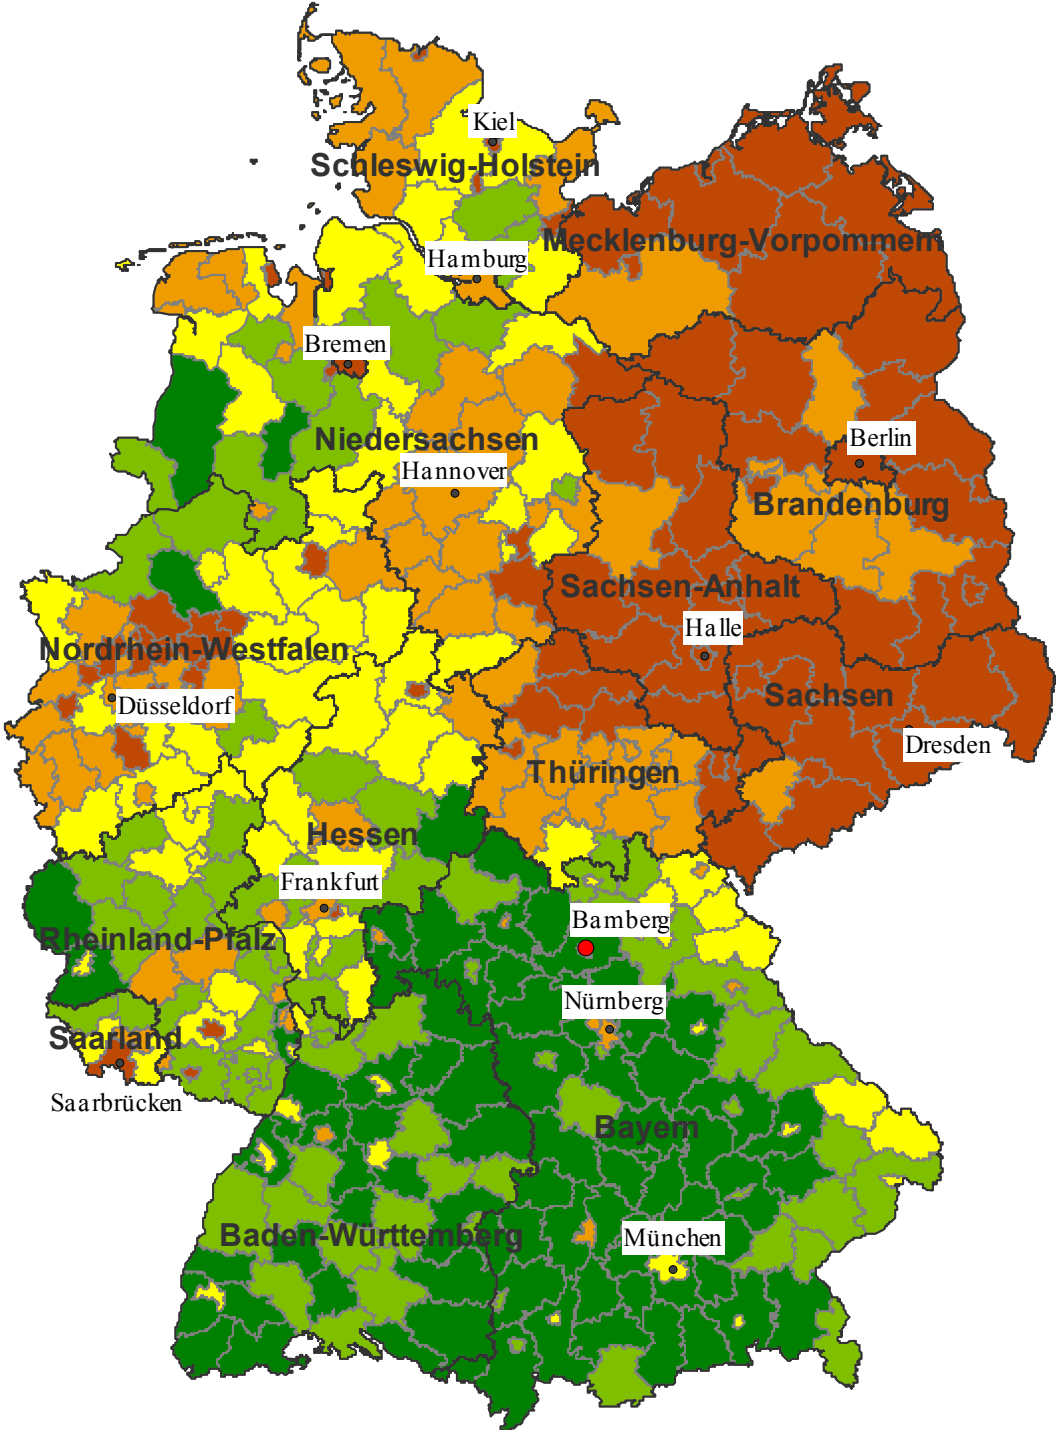 Kiel
Schleswig-Holstein
Mecklenburg-Vorpommern
Hamburg
Bremen
Niedersachsen
Berlin
Hannover
Brandenburg
Sachsen-Anhalt
Halle
Nordrhein-Westfalen
Sachsen
Düsseldorf
Dresden
Thüringen
Hessen
Frankfurt
Bamberg
Rheinland-Pfalz
Nürnberg
Saarland
Saarbrücken
Bayern
Baden-Württemberg
München